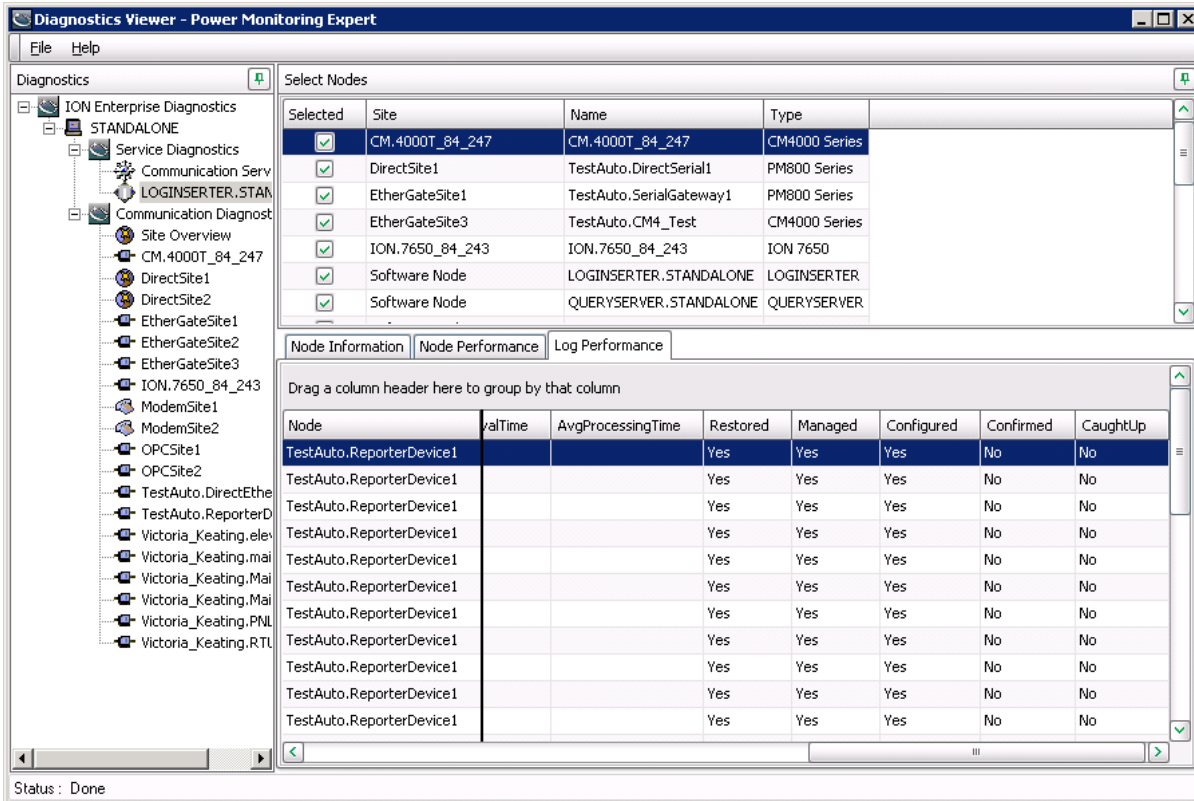 Diagnostics Viewer - Power Monitoring Expert
File Help
Diagnostics
ION Enterprise Diagnostics
STANDALONE
Service Diagnostics
Communication Serv
LOGINSERTER.STAN
Communication Diagnost
Site Overview
CM.4000T_84_247
DirectSite1
DirectSite2
EtherGateSite1
EtherGateSite2
EtherGateSite3
ION.7650_84_243
ModemSite1
ModemSite2
OPCSite1
OPCSite2
TestAuto.DirectEthe
TestAuto.ReporterD
Victoria_Keating.elev
Victoria_Keating.mai
Victoria_Keating.Mai
Victoria_Keating.Mai
Victoria_Keating.PNL
Victoria_Keating.RTU
Select Nodes
Selected Site Name Type
CM.4000T_84_247 CM.4000T_84_247 CM4000 Series
DirectSite1 TestAuto.DirectSerial1 PM800 Series
EtherGateSite1 TestAuto.SerialGateway1 PM800 Series
EtherGateSite3 TestAuto.CM4_Test CM4000 Series
ION.7650_84_243 ION.7650_84_243 ION 7650
Software Node LOGINSERTER.STANDALONE LOGINSERTER
Software Node QUERYSERVER.STANDALONE QUERYSERVER
Node Information Node Performance Log Performance
Drag a column header here to group by that column
Node valTime AvgProcessingTime Restored Managed Configured Confirmed CaughtUp
TestAuto.ReporterDevice1 Yes Yes Yes No No
TestAuto.ReporterDevice1 Yes Yes Yes No No
TestAuto.ReporterDevice1 Yes Yes Yes No No
TestAuto.ReporterDevice1 Yes Yes Yes No No
TestAuto.ReporterDevice1 Yes Yes Yes No No
TestAuto.ReporterDevice1 Yes Yes Yes No No
TestAuto.ReporterDevice1 Yes Yes Yes No No
TestAuto.ReporterDevice1 Yes Yes Yes No No
TestAuto.ReporterDevice1 Yes Yes Yes No No
TestAuto.ReporterDevice1 Yes Yes Yes No No
TestAuto.ReporterDevice1 Yes Yes Yes No No
Status : Done